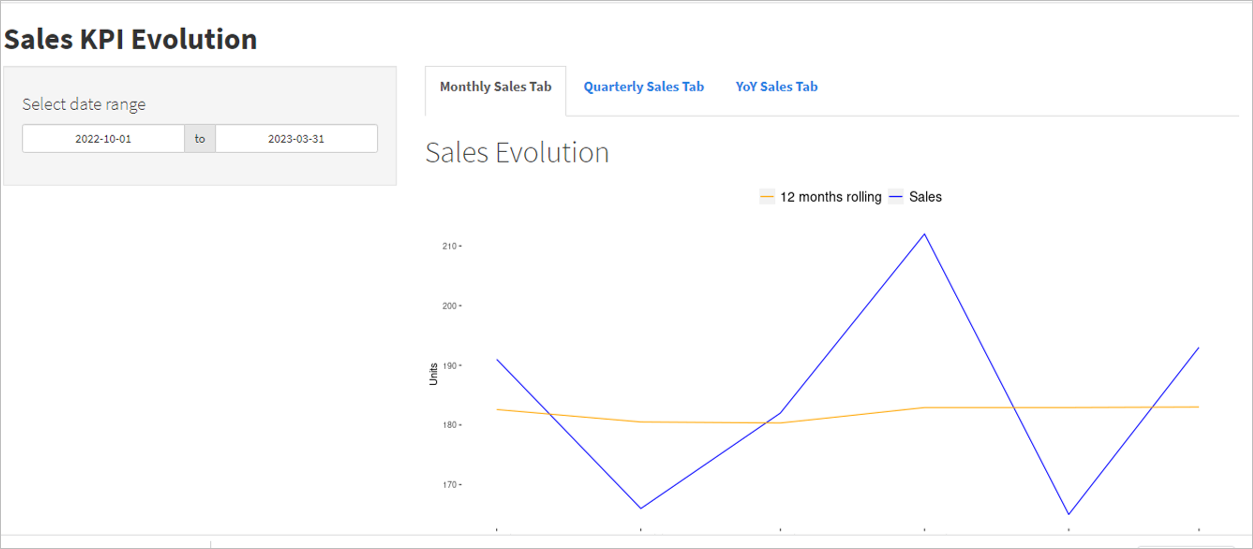 Sales KPI Evolution
Select date range
2022-10-01 to 2023-03-31
Monthly Sales Tab Quarterly Sales Tab YoY Sales Tab
Sales Evolution
12 months rolling Sales
Units
210
200
190
180
170